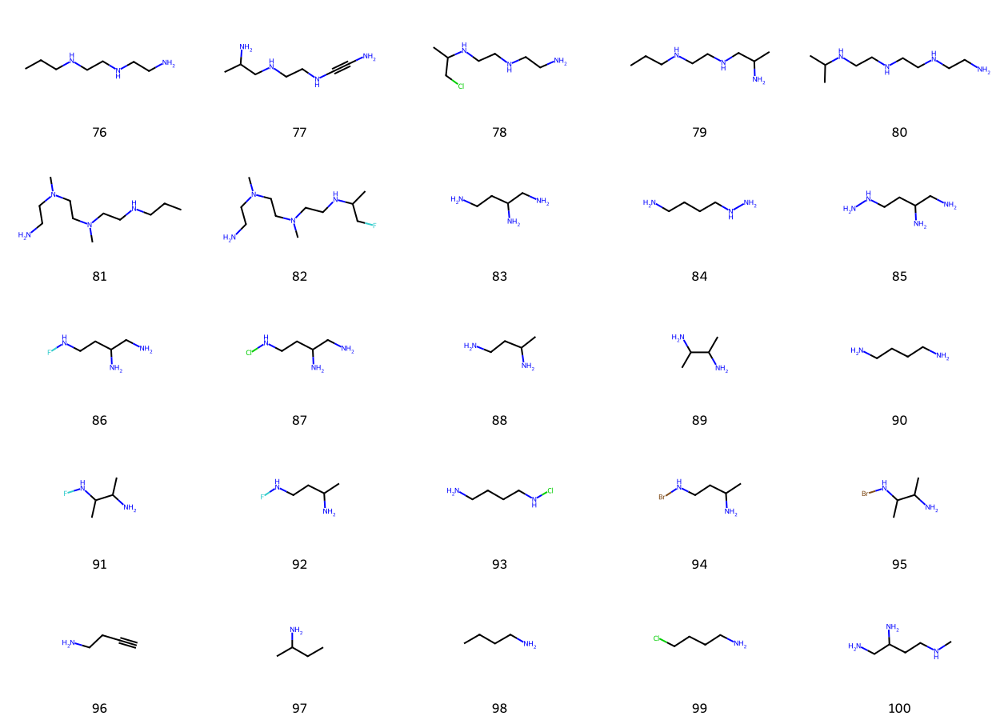 H N N H NH₂
NH₂ H N N H NH₂
H N N H NH₂ Cl
H N N H NH₂
H N N H H N NH₂
76 77 78 79 80
N H N N H₂N
N H N N F H₂N
H₂N NH₂ NH₂
H₂N N H NH₂
H N H₂N NH₂ NH₂
81 82 83 84 85
F H N NH₂ NH₂
Cl H N NH₂ NH₂
H₂N NH₂
H₂N NH₂
H₂N NH₂
86 87 88 89 90
F H N NH₂
F H N NH₂
H₂N N H Cl
Br H N NH₂
Br H N NH₂
91 92 93 94 95
H₂N
NH₂
NH₂
Cl NH₂
H₂N NH₂ N H
96 97 98 99 100